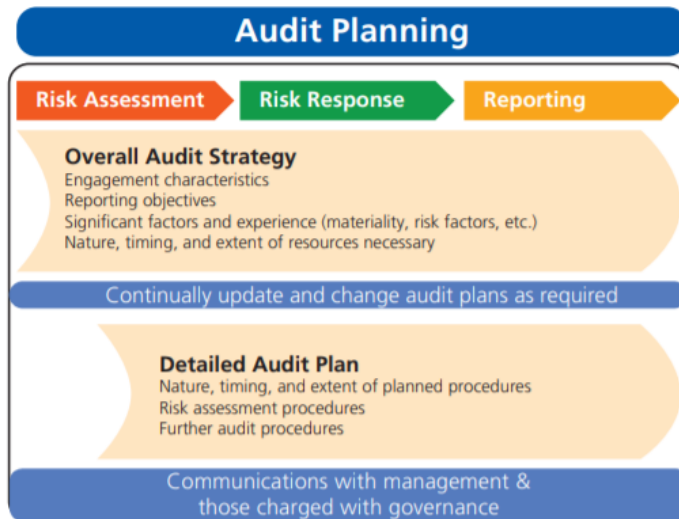 Audit Planning
Risk Assessment
Risk Response
Reporting
Overall Audit Strategy
Engagement characteristics
Reporting objectives
Significant factors and experience (materiality, risk factors, etc.)
Nature, timing, and extent of resources necessary
Continually update and change audit plans as required
Detailed Audit Plan
Nature, timing, and extent of planned procedures
Risk assessment procedures
Further audit procedures
Communications with management &
those charged with governance